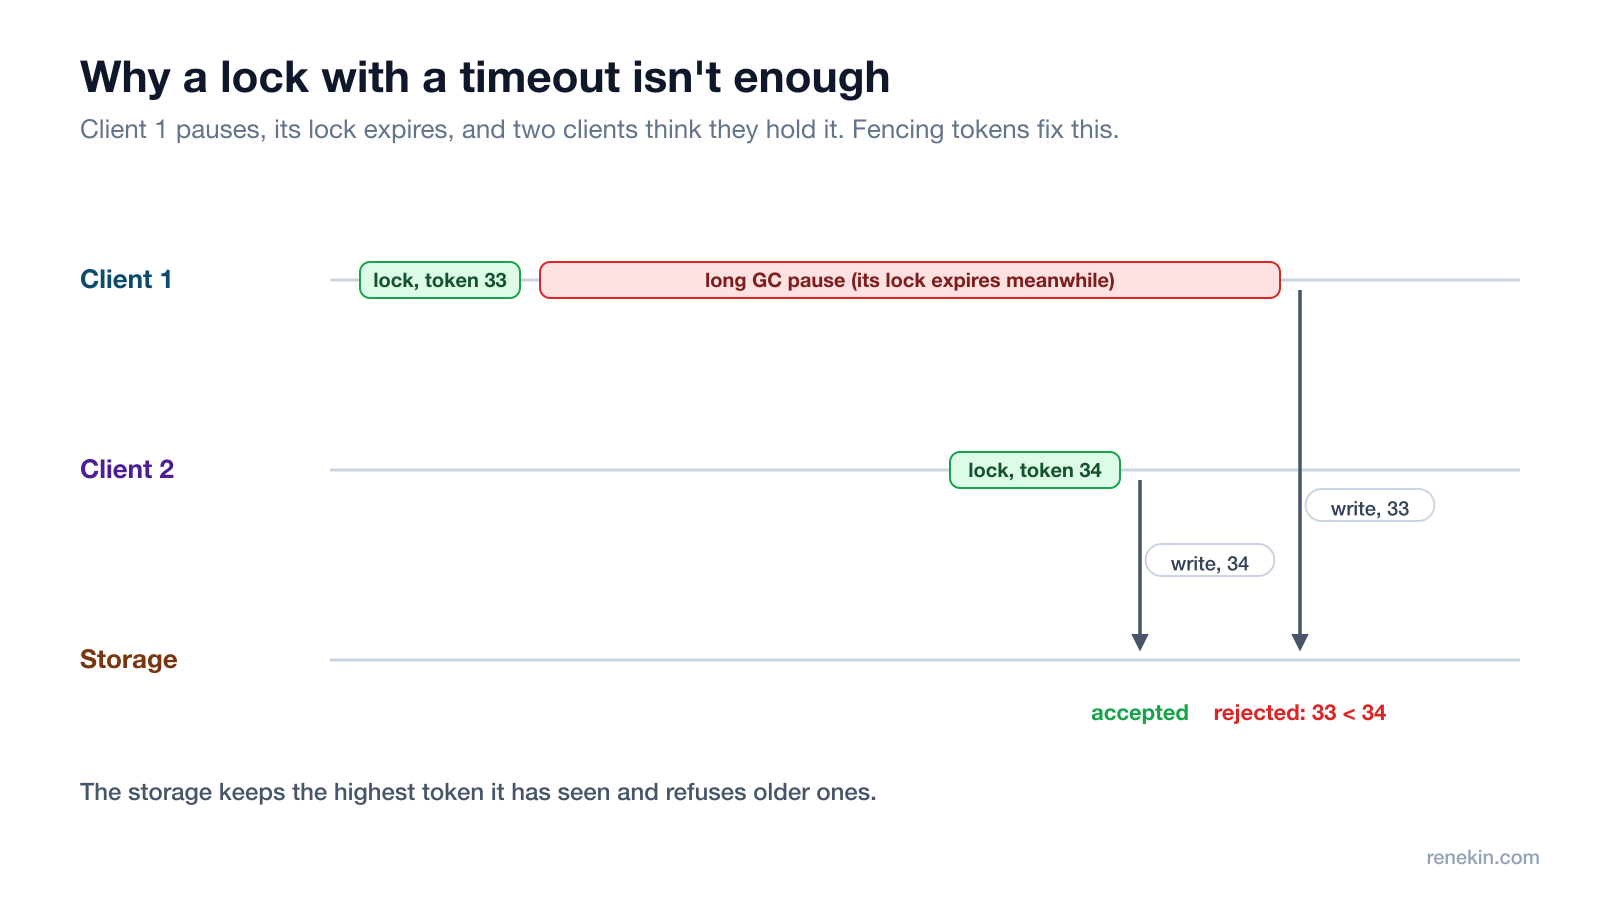 Why a lock with a timeout isn't enough
Client 1 pauses, its lock expires, and two clients think they hold it. Fencing tokens fix this.
Client 1
lock, token 33
long GC pause (its lock expires meanwhile)
Client 2
lock, token 34
write, 33
write, 34
Storage
accepted
rejected: 33 < 34
The storage keeps the highest token it has seen and refuses older ones.
renekin.com